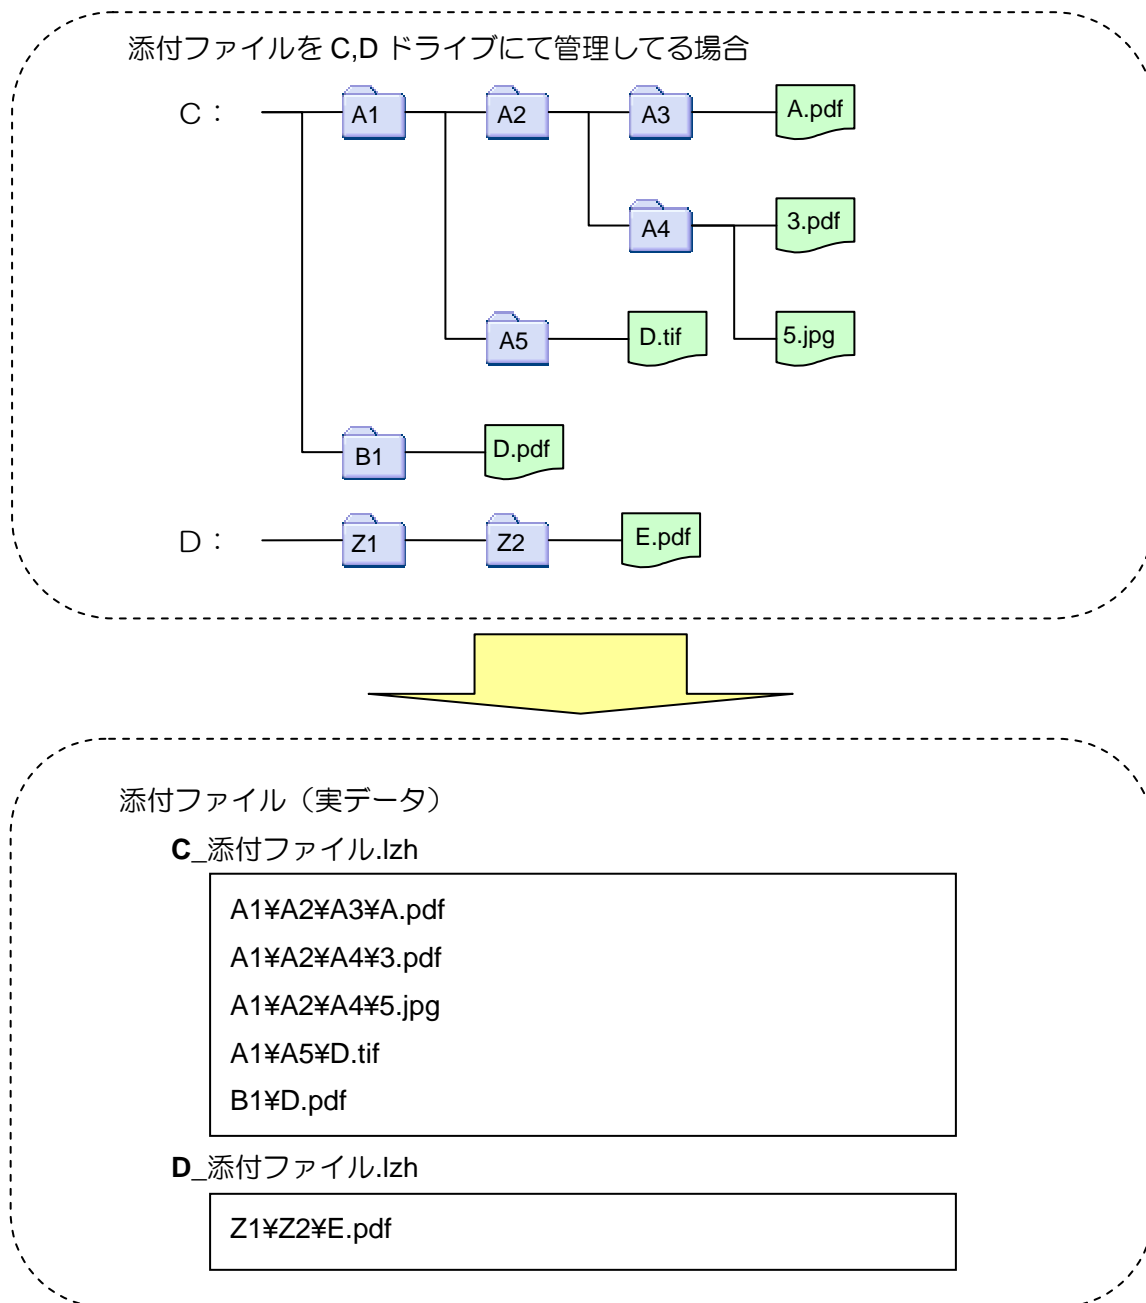 添付ファイルを C,D ドライブにて管理してる場合
C：
A1
A2
A3
A.pdf
A4
3.pdf
A5
D.tif
5.jpg
B1
D.pdf
D：
Z1
Z2
E.pdf
添付ファイル（実データ）
C_添付ファイル.lzh
A1¥A2¥A3¥A.pdf
A1¥A2¥A4¥3.pdf
A1¥A2¥A4¥5.jpg
A1¥A5¥D.tif
B1¥D.pdf
D_添付ファイル.lzh
Z1¥Z2¥E.pdf